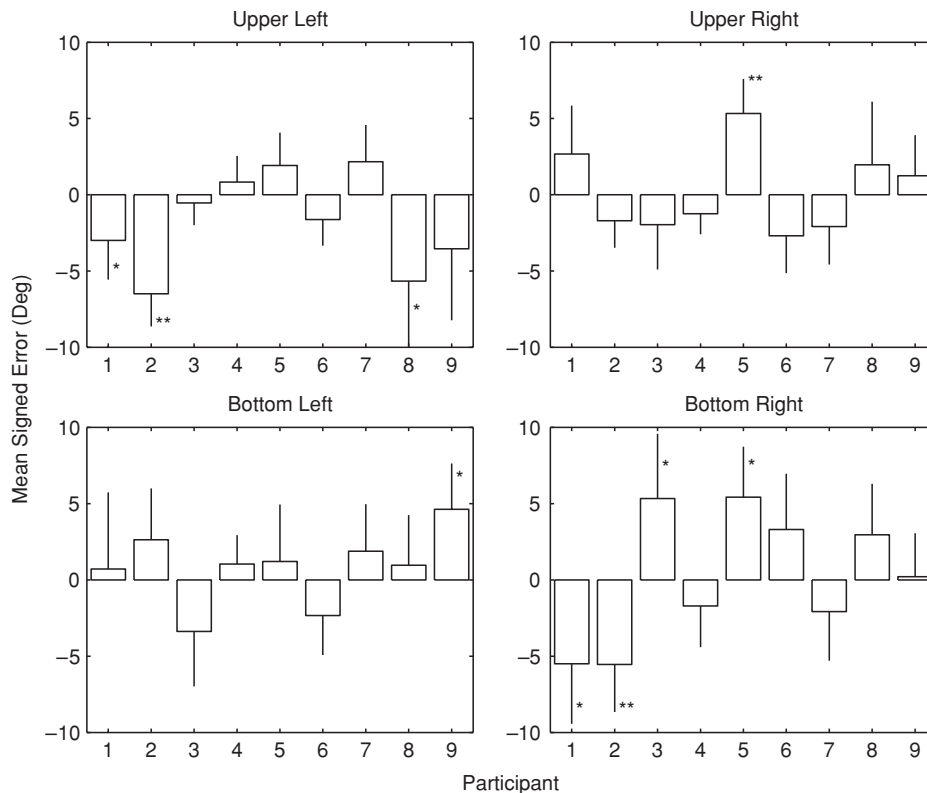 Upper Left
Upper Right
10
5
0
−5
−10
*
**
*
1 2 3 4 5 6 7 8 9
10
5
0
−5
−10
**
1 2 3 4 5 6 7 8 9
Mean Signed Error (Deg)
Bottom Left
Bottom Right
10
5
0
−5
−10
*
1 2 3 4 5 6 7 8 9
10
5
0
−5
−10
*
**
*
*
1 2 3 4 5 6 7 8 9
Participant